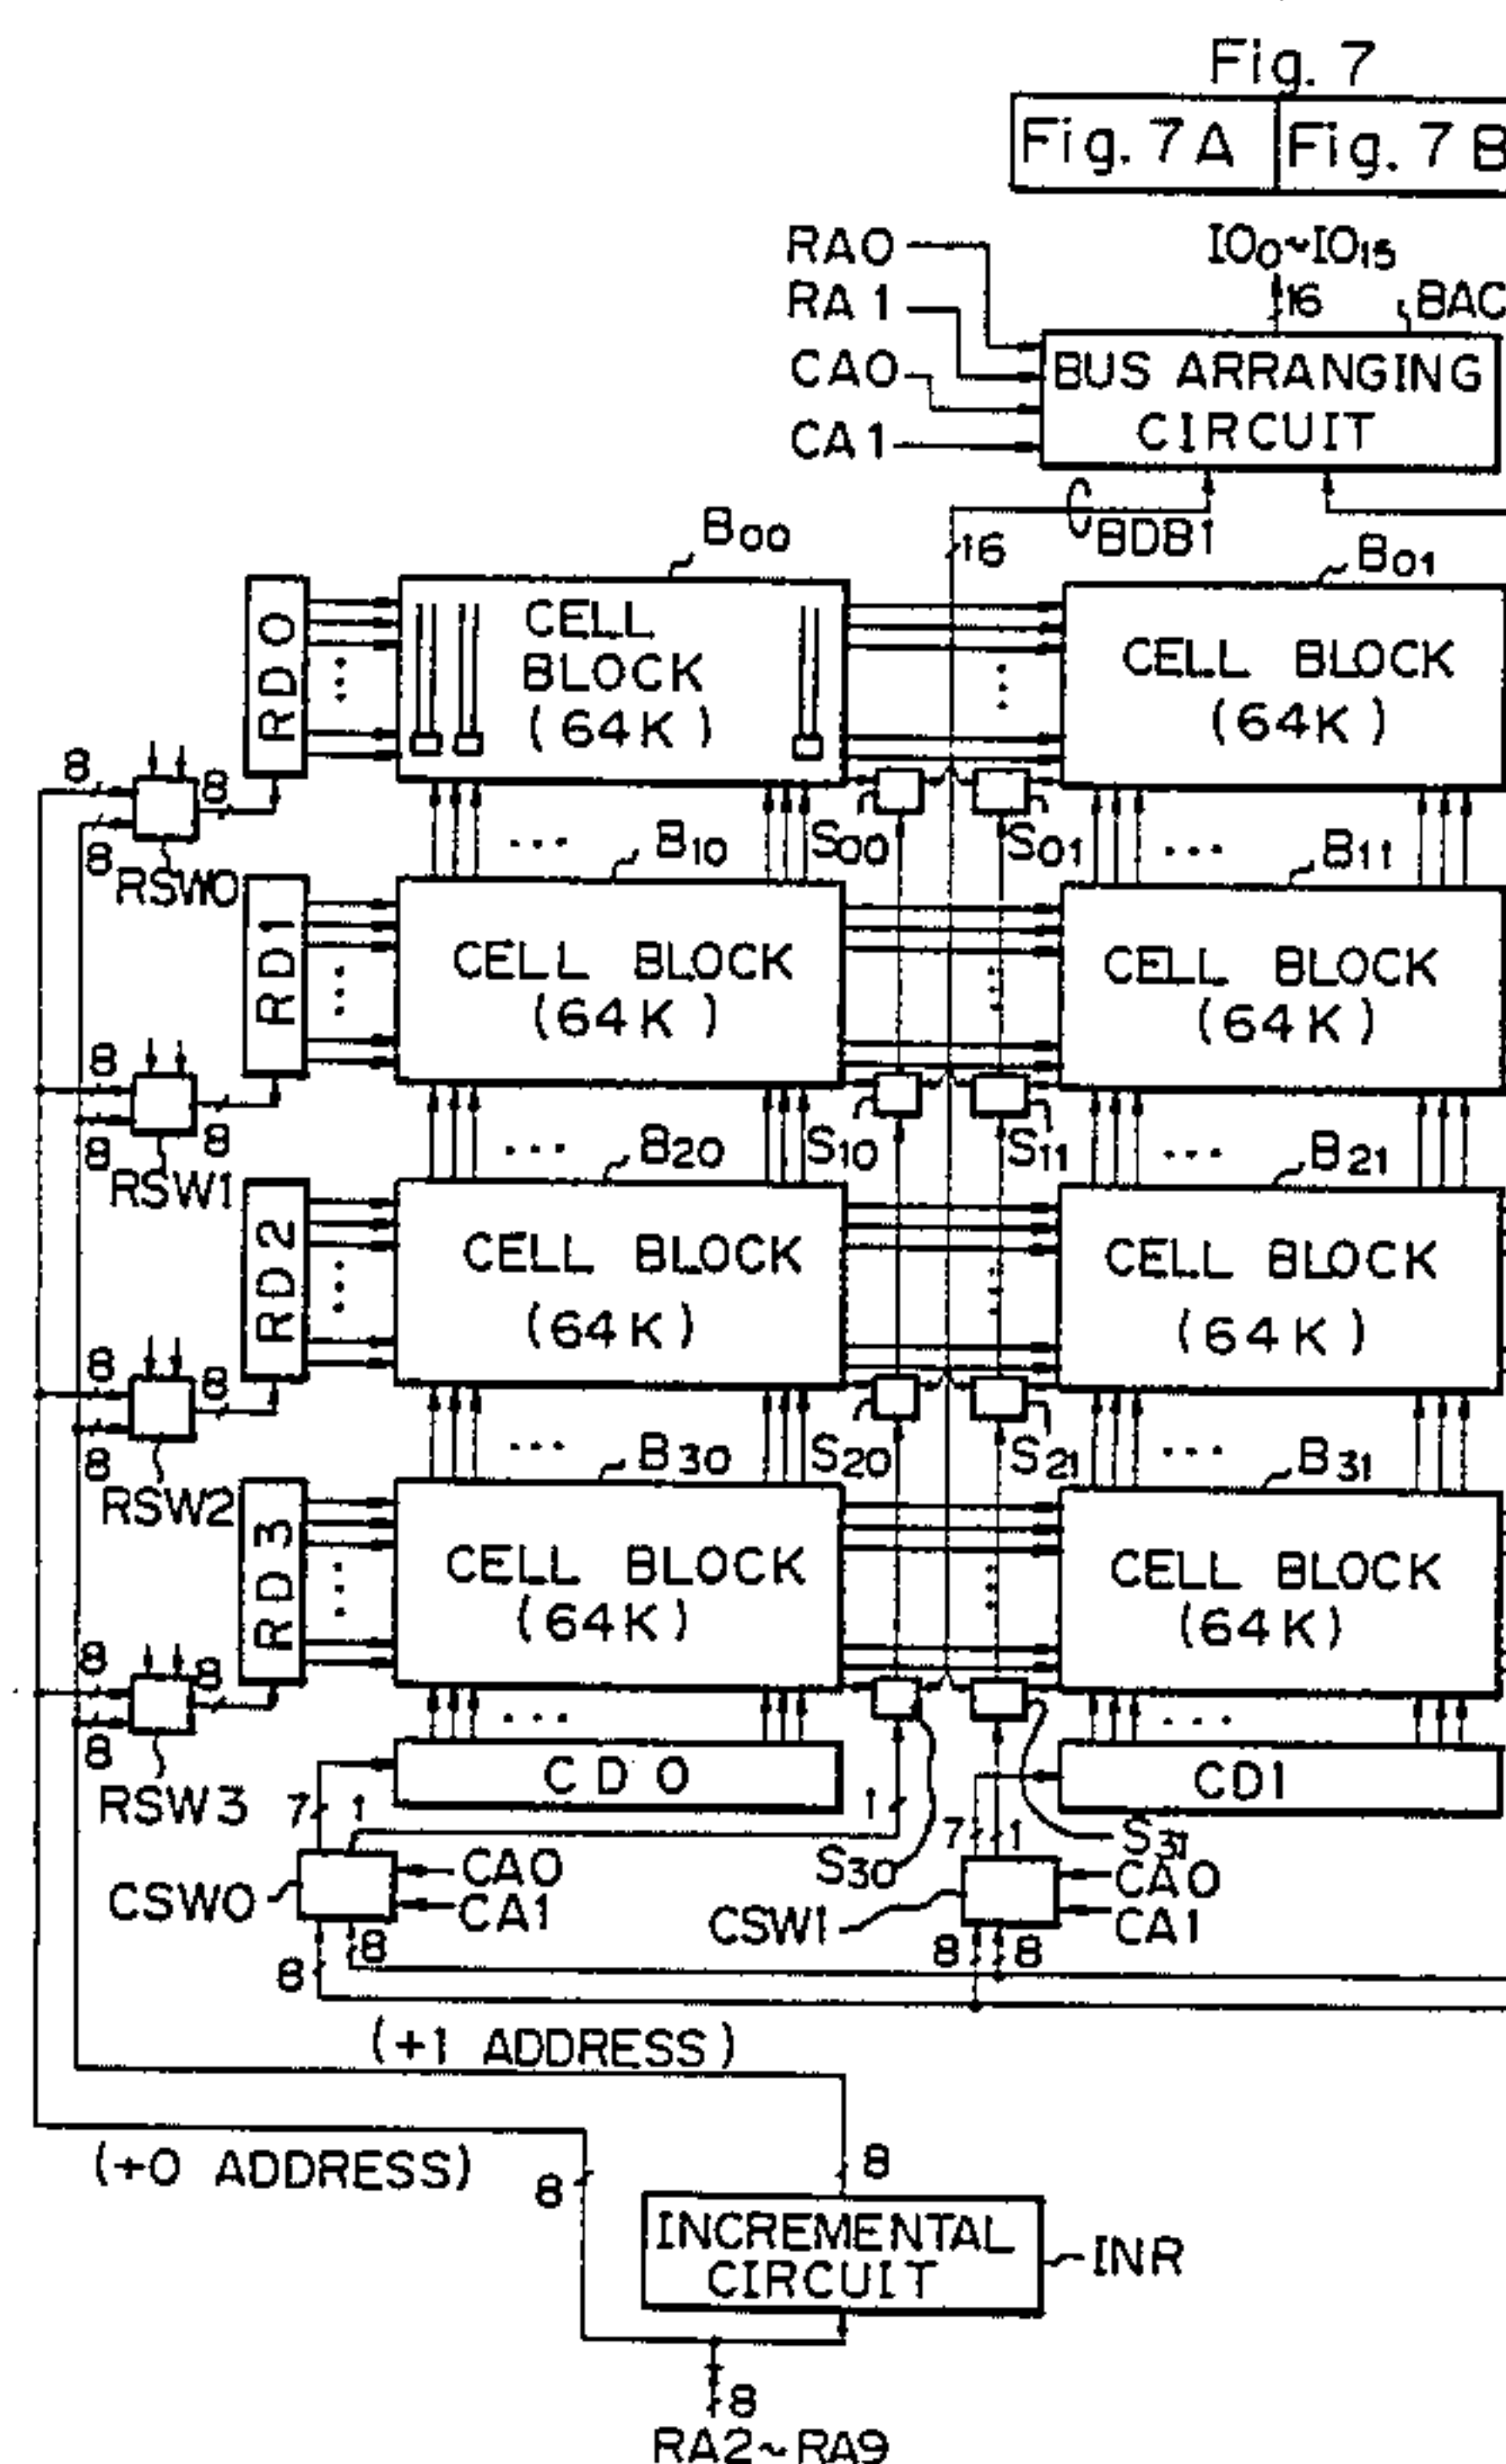 Fig. 7
Fig. 7A Fig. 7B
RA0
RA1
CA0
CA1
IO0~IO15
16
BAC
BUS ARRANGING
CIRCUIT
16
BDB1
B00
B01
RD0
CELL
BLOCK
(64K)
CELL BLOCK
(64K)
8
8
8
RSW0
S00
S01
B10
B11
RD1
CELL BLOCK
(64K)
CELL BLOCK
(64K)
8
8
8
RSW1
S10
S11
B20
B21
RD2
CELL BLOCK
(64K)
CELL BLOCK
(64K)
8
8
8
RSW2
S20
S21
B30
B31
RD3
CELL BLOCK
(64K)
CELL BLOCK
(64K)
8
8
8
RSW3
CD0
CD1
7 1
1
7 1
S30
S31
CSW0
CA0
CA1
CSW1
CA0
CA1
8
8
8 8
(+1 ADDRESS)
(+0 ADDRESS)
8
8
INCREMENTAL
CIRCUIT
INR
8
RA2~RA9